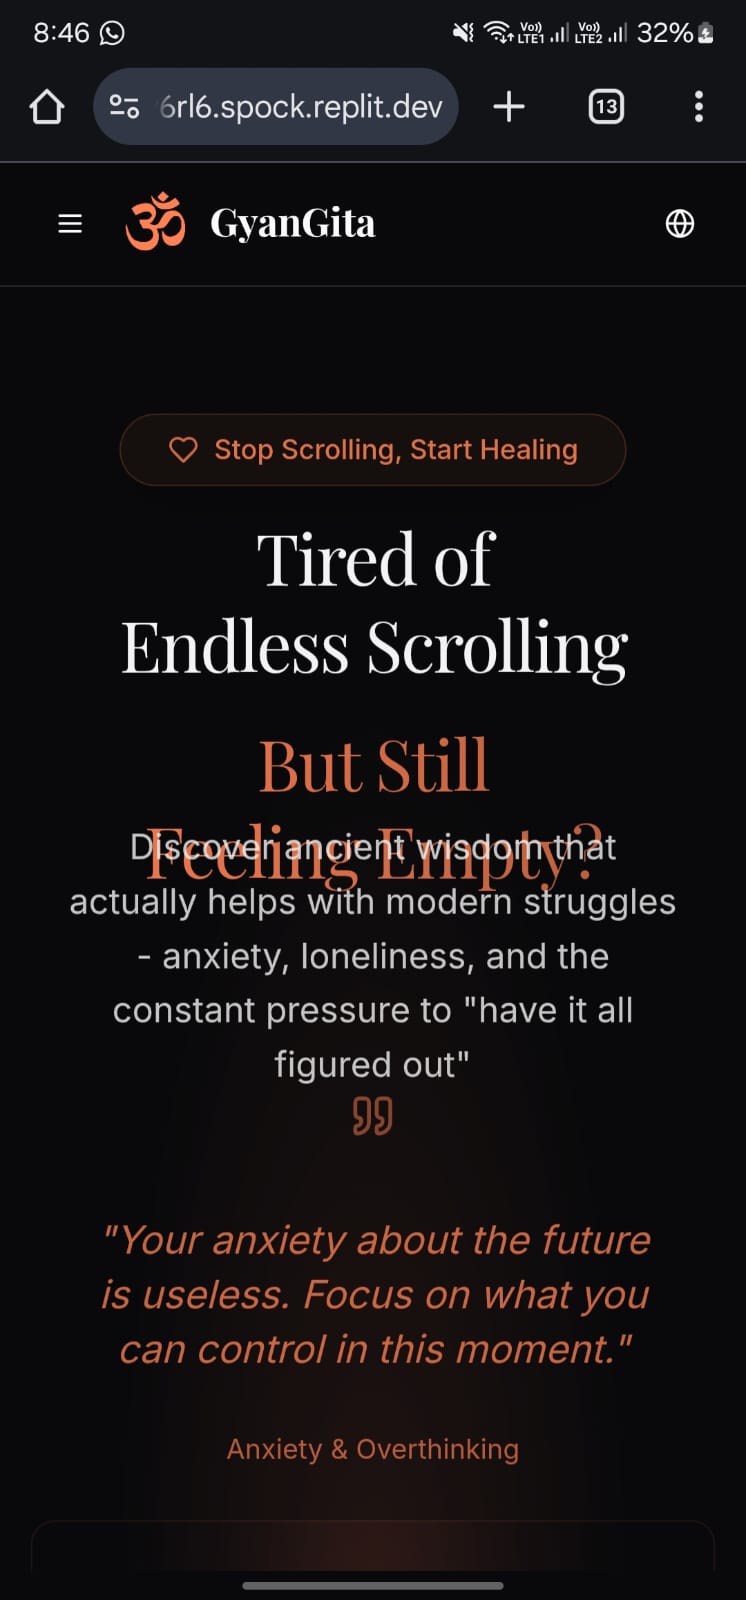 8:46
Vo)) LTE1 Vo)) LTE2 32%
6rl6.spock.replit.dev
13
ॐ GyanGita
Stop Scrolling, Start Healing
Tired of
Endless Scrolling
But Still
Feeling Empty?
Discover ancient wisdom that
actually helps with modern struggles
- anxiety, loneliness, and the
constant pressure to "have it all
figured out"
"Your anxiety about the future
is useless. Focus on what you
can control in this moment."
Anxiety & Overthinking